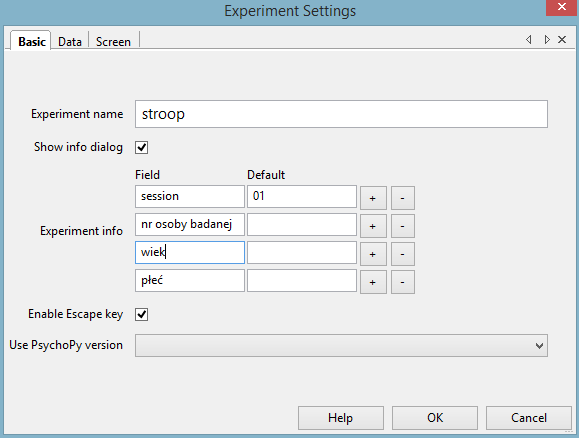 Experiment Settings
Basic Data Screen
Experiment name stroop
Show info dialog
Field Default
session 01 + -
Experiment info nr osoby badanej + -
wiek + -
płeć + -
Enable Escape key
Use PsychoPy version
Help OK Cancel